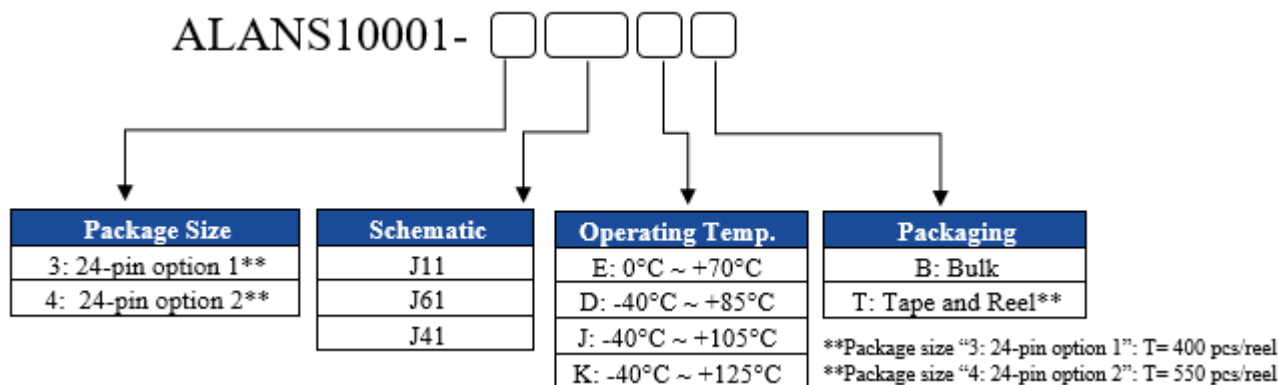 ALANS10001-
Package Size
3: 24-pin option 1**
4: 24-pin option 2**
Schematic
J11
J61
J41
Operating Temp.
E: 0°C ~ +70°C
D: -40°C ~ +85°C
J: -40°C ~ +105°C
K: -40°C ~ +125°C
Packaging
B: Bulk
T: Tape and Reel**
**Package size “3: 24-pin option 1”: T= 400 pcs/reel
**Package size “4: 24-pin option 2”: T= 550 pcs/reel